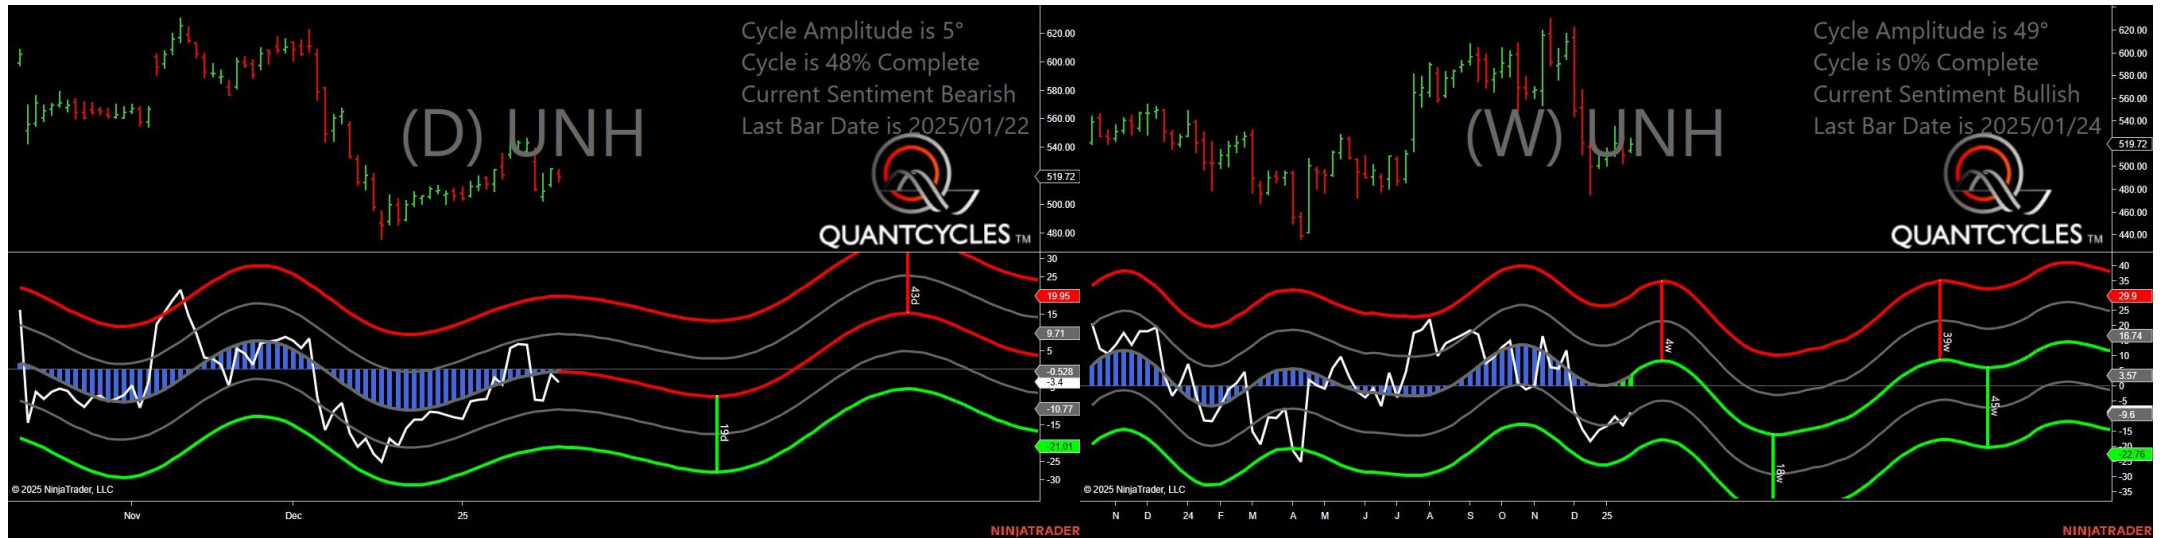 Cycle Amplitude is 5°
Cycle is 48% Complete
Current Sentiment Bearish
Last Bar Date is 2025/01/22
(D) UNH
QUANTCYCLES TM
620.00
600.00
580.00
560.00
540.00
519.72
500.00
480.00
30
25
19.95
15
9.71
5
-0.528
-3.4
-10.77
-15
-21.01
-25
-30
43d
19d
© 2025 NinjaTrader, LLC
Nov
Dec
25
NINJATRADER
Cycle Amplitude is 49°
Cycle is 0% Complete
Current Sentiment Bullish
Last Bar Date is 2025/01/24
(W) UNH
QUANTCYCLES TM
620.00
600.00
580.00
560.00
540.00
519.72
500.00
480.00
460.00
440.00
40
35
29.9
25
20
16.74
10
3.57
0
-5
-9.6
-15
-20
-22.76
-25
-30
-35
4w
39w
45w
18w
© 2025 NinjaTrader, LLC
N D 24 F M A M J J A S O N D 25
NINJATRADER